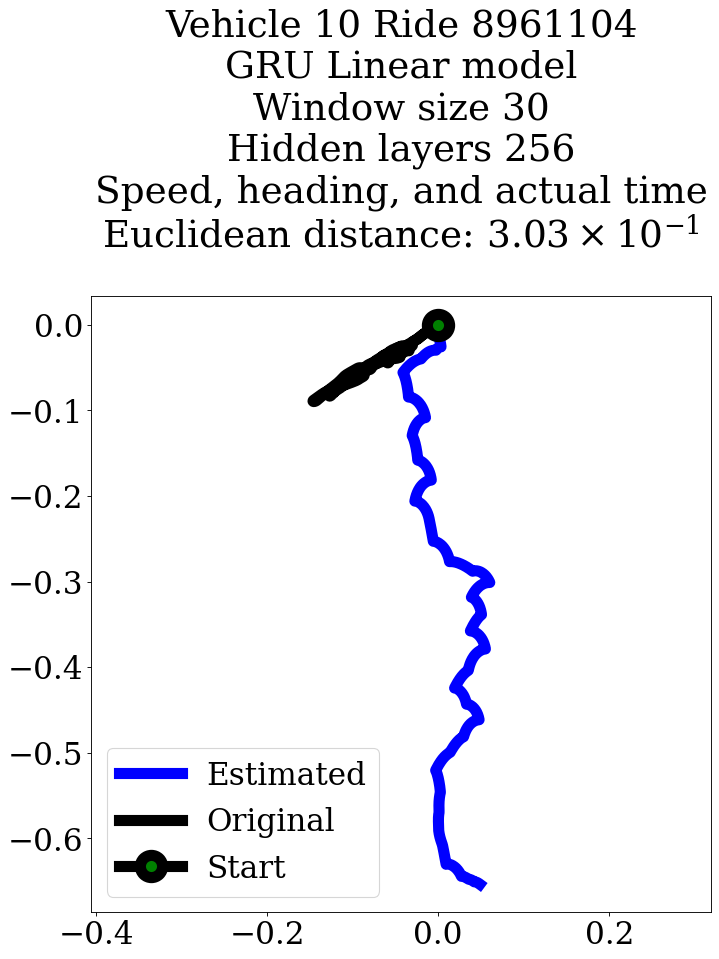 Vehicle 10 Ride 8961104
GRU Linear model
Window size 30
Hidden layers 256
Speed, heading, and actual time
Euclidean distance: 3.03 × 10⁻¹
0.0
−0.1
−0.2
−0.3
−0.4
−0.5
−0.6
Estimated
Original
Start
−0.4 −0.2 0.0 0.2